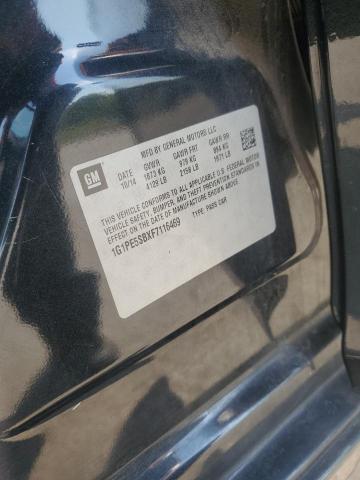 MFD BY GENERAL MOTORS LLC
GM
DATE GVWR GAWR FRT GAWR RR
10/14 1873 KG 979 KG 894 KG
4129 LB 2158 LB 1971 LB
THIS VEHICLE CONFORMS TO ALL APPLICABLE U.S. FEDERAL MOTOR
VEHICLE SAFETY, BUMPER, AND THEFT PREVENTION STANDARDS IN
EFFECT ON THE DATE OF MANUFACTURE SHOWN ABOVE.
1G1PE5SBXF7116469 TYPE: PASS CAR